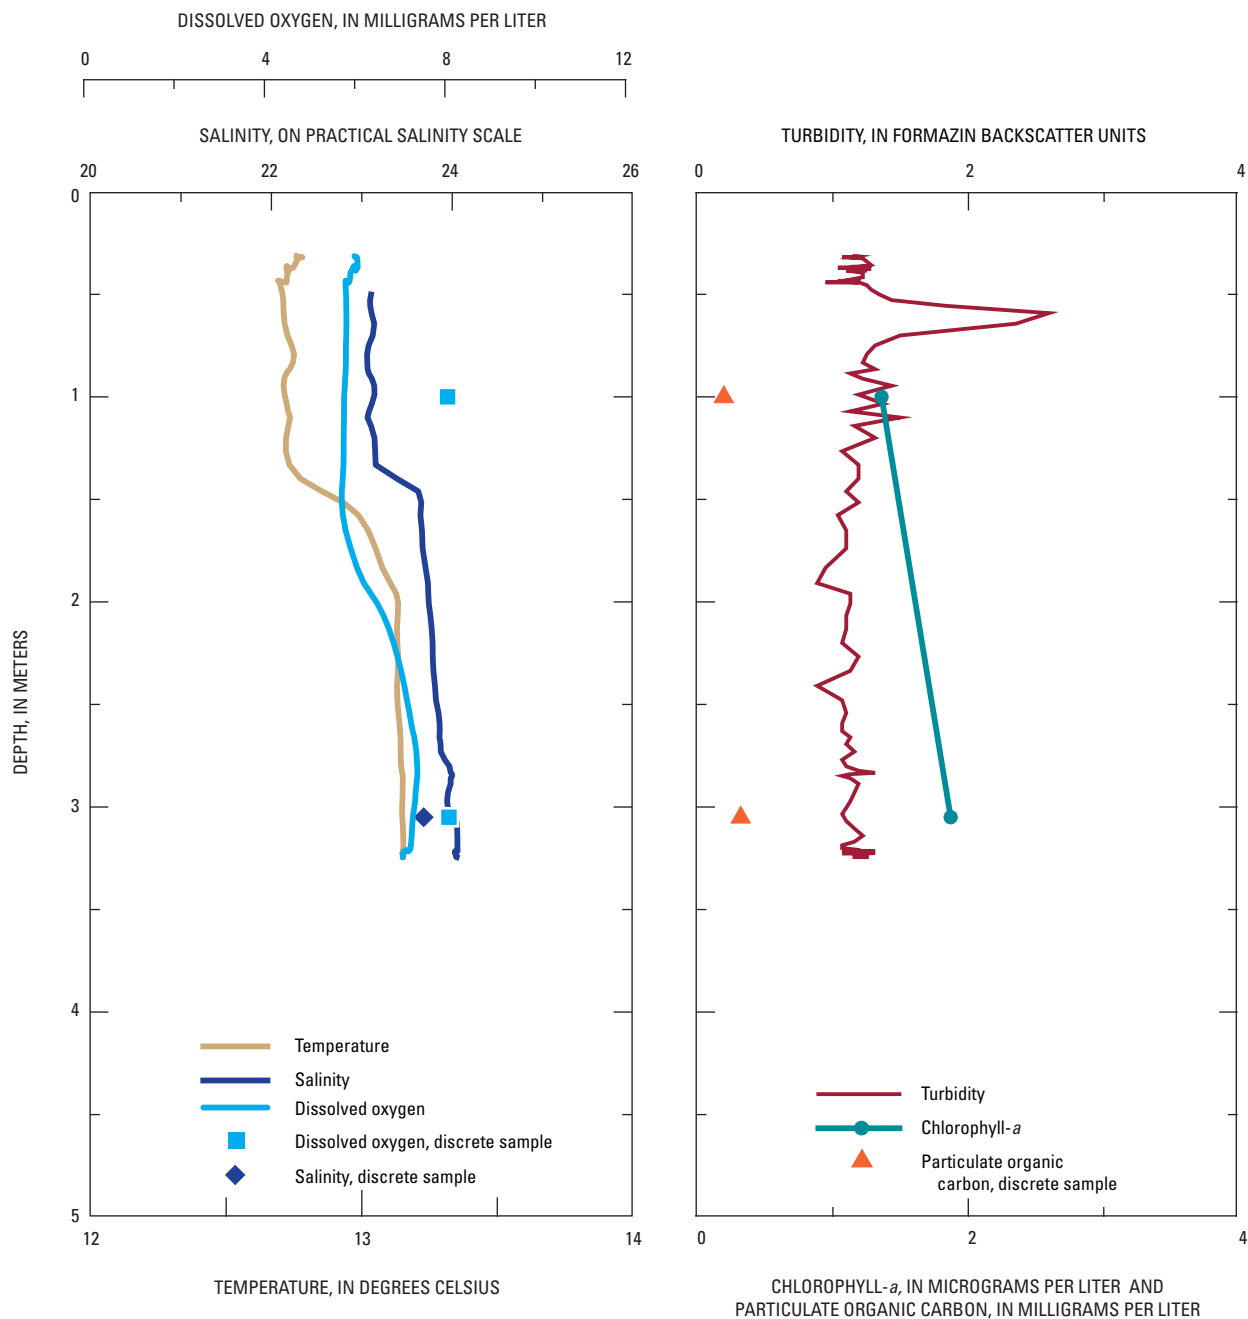 DISSOLVED OXYGEN, IN MILLIGRAMS PER LITER
0 4 8 12
SALINITY, ON PRACTICAL SALINITY SCALE
20 22 24 26
TURBIDITY, IN FORMAZIN BACKSCATTER UNITS
0 2 4
DEPTH, IN METERS
0
1
2
3
4
5
Temperature
Salinity
Dissolved oxygen
Dissolved oxygen, discrete sample
Salinity, discrete sample
12 13 14
TEMPERATURE, IN DEGREES CELSIUS
Turbidity
Chlorophyll-a
Particulate organic
carbon, discrete sample
0 2 4
CHLOROPHYLL-a, IN MICROGRAMS PER LITER AND
PARTICULATE ORGANIC CARBON, IN MILLIGRAMS PER LITER